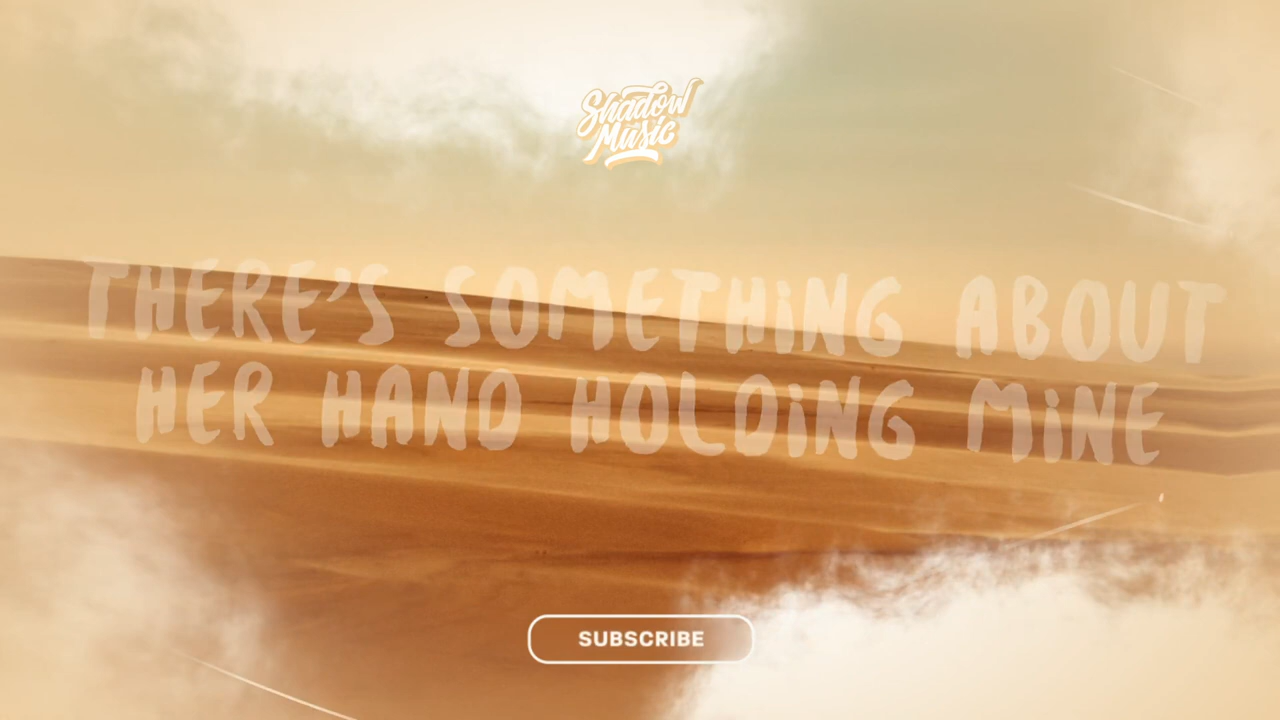 Shadow
Music
THERE'S SOMETHING ABOUT
HER HAND HOLDiNG MiNE
SUBSCRIBE